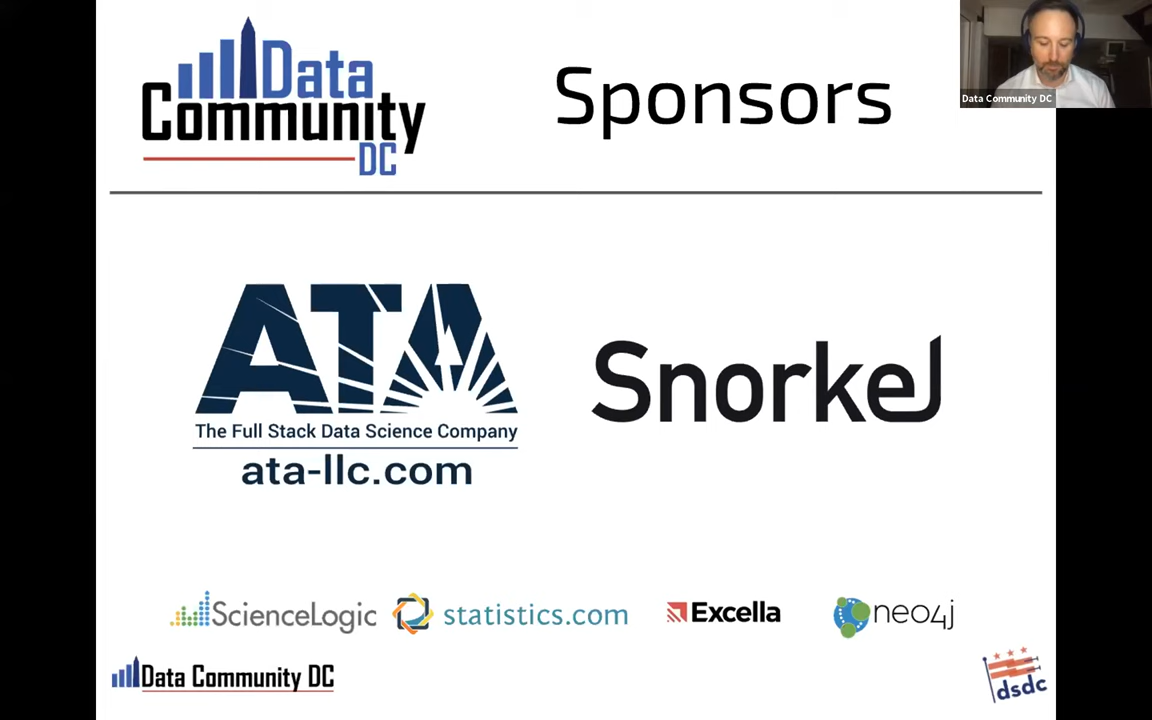 Data
Community
DC
Sponsors
Data Community DC
ATA
The Full Stack Data Science Company
ata-llc.com
Snorkel
ScienceLogic
statistics.com
Excella
neo4j
Data Community DC
dsdc